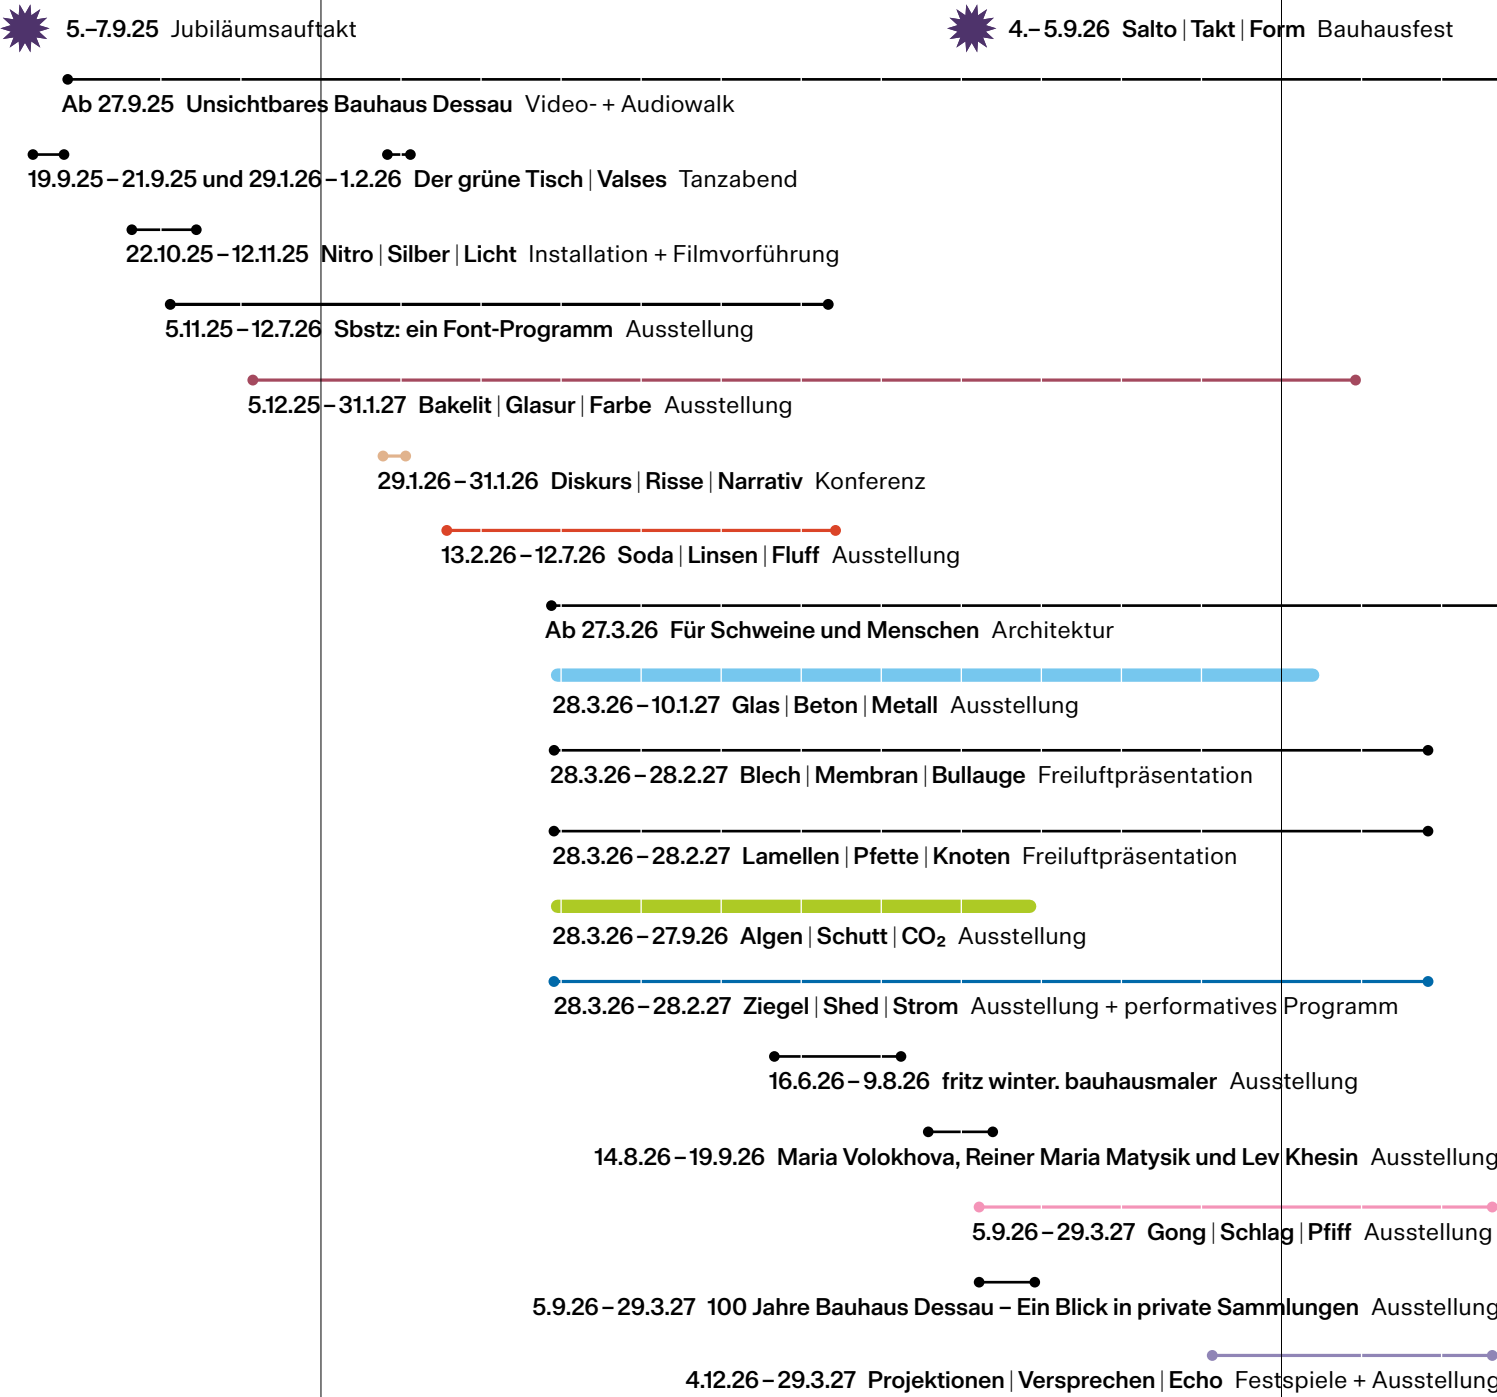 5.–7.9.25 Jubiläumsauftakt
4.–5.9.26 Salto | Takt | Form Bauhausfest
Ab 27.9.25 Unsichtbares Bauhaus Dessau Video- + Audiowalk
19.9.25–21.9.25 und 29.1.26–1.2.26 Der grüne Tisch | Valses Tanzabend
22.10.25–12.11.25 Nitro | Silber | Licht Installation + Filmvorführung
5.11.25–12.7.26 Sbstz: ein Font-Programm Ausstellung
5.12.25–31.1.27 Bakelit | Glasur | Farbe Ausstellung
29.1.26–31.1.26 Diskurs | Risse | Narrativ Konferenz
13.2.26–12.7.26 Soda | Linsen | Fluff Ausstellung
Ab 27.3.26 Für Schweine und Menschen Architektur
28.3.26–10.1.27 Glas | Beton | Metall Ausstellung
28.3.26–28.2.27 Blech | Membran | Bullauge Freiluftpräsentation
28.3.26–28.2.27 Lamellen | Pfette | Knoten Freiluftpräsentation
28.3.26–27.9.26 Algen | Schutt | CO₂ Ausstellung
28.3.26–28.2.27 Ziegel | Shed | Strom Ausstellung + performatives Programm
16.6.26–9.8.26 fritz winter. bauhausmaler Ausstellung
14.8.26–19.9.26 Maria Volokhova, Reiner Maria Matysik und Lev Khesin Ausstellung
5.9.26–29.3.27 Gong | Schlag | Pfiff Ausstellung
5.9.26–29.3.27 100 Jahre Bauhaus Dessau – Ein Blick in private Sammlungen Ausstellung
4.12.26–29.3.27 Projektionen | Versprechen | Echo Festspiele + Ausstellung